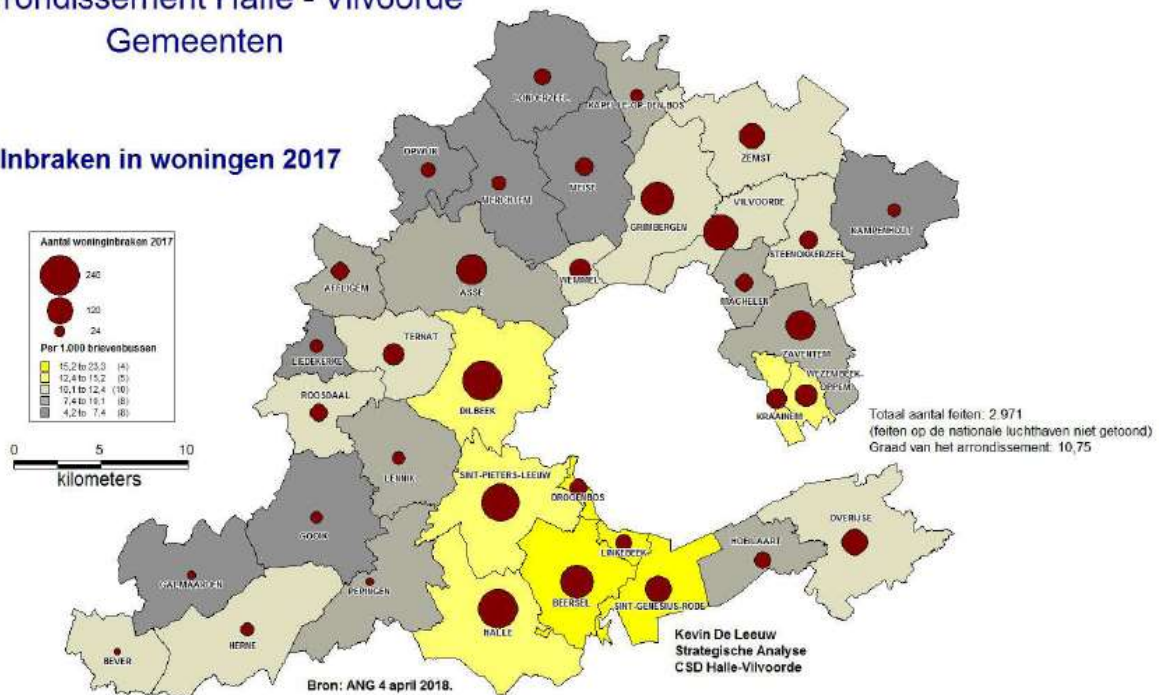 rondissement Halle - Vilvoorde
Gemeenten
Inbraken in woningen 2017
Aantal woninginbraken 2017
240
120
24
Per 1.000 brievenbussen
15,2 to 23,3 (4)
12,4 to 15,2 (5)
10,1 to 12,4 (10)
7,4 to 10,1 (8)
4,2 to 7,4 (8)
0 5 10
kilometers
LONDERZEEL
KAPELLE-OP-DEN-BOS
ZEMST
OPWIJK
MERCHTEM
MEISE
GRIMBERGEN
VILVOORDE
KAMPENHOUT
STEENOKKERZEEL
AFFLIGEM
ASSE
WEMMEL
MACHELEN
ZAVENTEM
LIEDEKERKE
TERNAT
WEZEMBEEK-
OPPEM
KRAAINEM
ROOSDAAL
DILBEEK
Totaal aantal feiten: 2.971
(feiten op de nationale luchthaven niet getoond)
Graad van het arrondissement: 10,75
LENNIK
SINT-PIETERS-LEEUW
DROGENBOS
GOOIK
LINKEBEEK
HOEILAART
OVERIJSE
GALMAARDEN
PEPINGEN
BEERSEL
SINT-GENESIUS-RODE
HALLE
HERNE
BEVER
Kevin De Leeuw
Strategische Analyse
CSD Halle-Vilvoorde
Bron: ANG 4 april 2018.